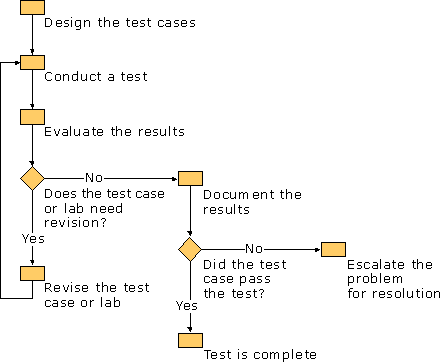 Design the test cases
Conduct a test
Evaluate the results
No
Does the test case
or lab need
revision?
Document the
results
Yes
No
Did the test
case pass
the test?
Escalate the
problem
for resolution
Revise the test
case or lab
Yes
Test is complete